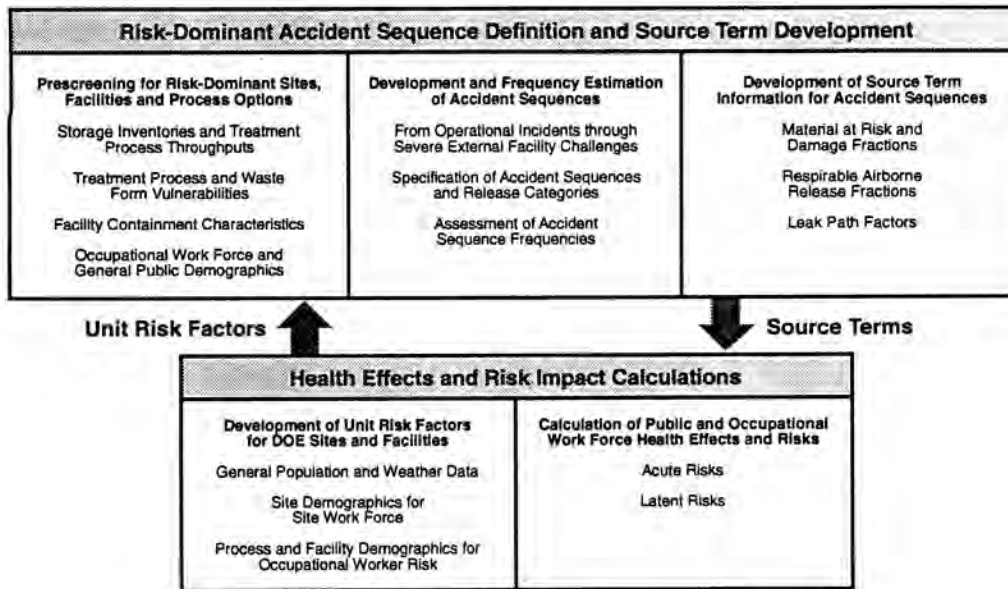 Risk-Dominant Accident Sequence Definition and Source Term Development
Prescreening for Risk-Dominant Sites,
Facilities and Process Options
Storage Inventories and Treatment
Process Throughputs
Treatment Process and Waste
Form Vulnerabilities
Facility Containment Characteristics
Occupational Work Force and
General Public Demographics
Development and Frequency Estimation
of Accident Sequences
From Operational Incidents through
Severe External Facility Challenges
Specification of Accident Sequences
and Release Categories
Assessment of Accident
Sequence Frequencies
Development of Source Term
Information for Accident Sequences
Material at Risk and
Damage Fractions
Respirable Airborne
Release Fractions
Leak Path Factors
Unit Risk Factors
Source Terms
Health Effects and Risk Impact Calculations
Development of Unit Risk Factors
for DOE Sites and Facilities
General Population and Weather Data
Site Demographics for
Site Work Force
Process and Facility Demographics for
Occupational Worker Risk
Calculation of Public and Occupational
Work Force Health Effects and Risks
Acute Risks
Latent Risks